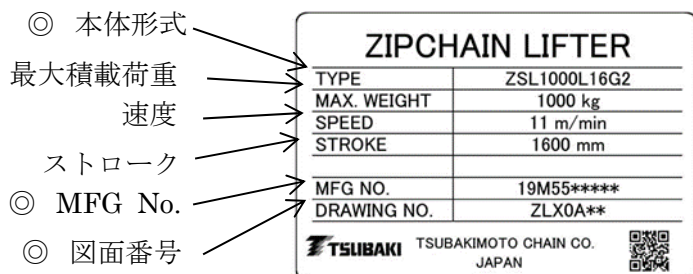 ◎ 本体形式
最大積載荷重
速度
ストローク
◎ MFG No.
◎ 図面番号
ZIPCHAIN LIFTER
TYPE ZSL1000L16G2
MAX. WEIGHT 1000 kg
SPEED 11 m/min
STROKE 1600 mm
MFG NO. 19M55*****
DRAWING NO. ZLX0A**
TSUBAKI TSUBAKIMOTO CHAIN CO.
JAPAN